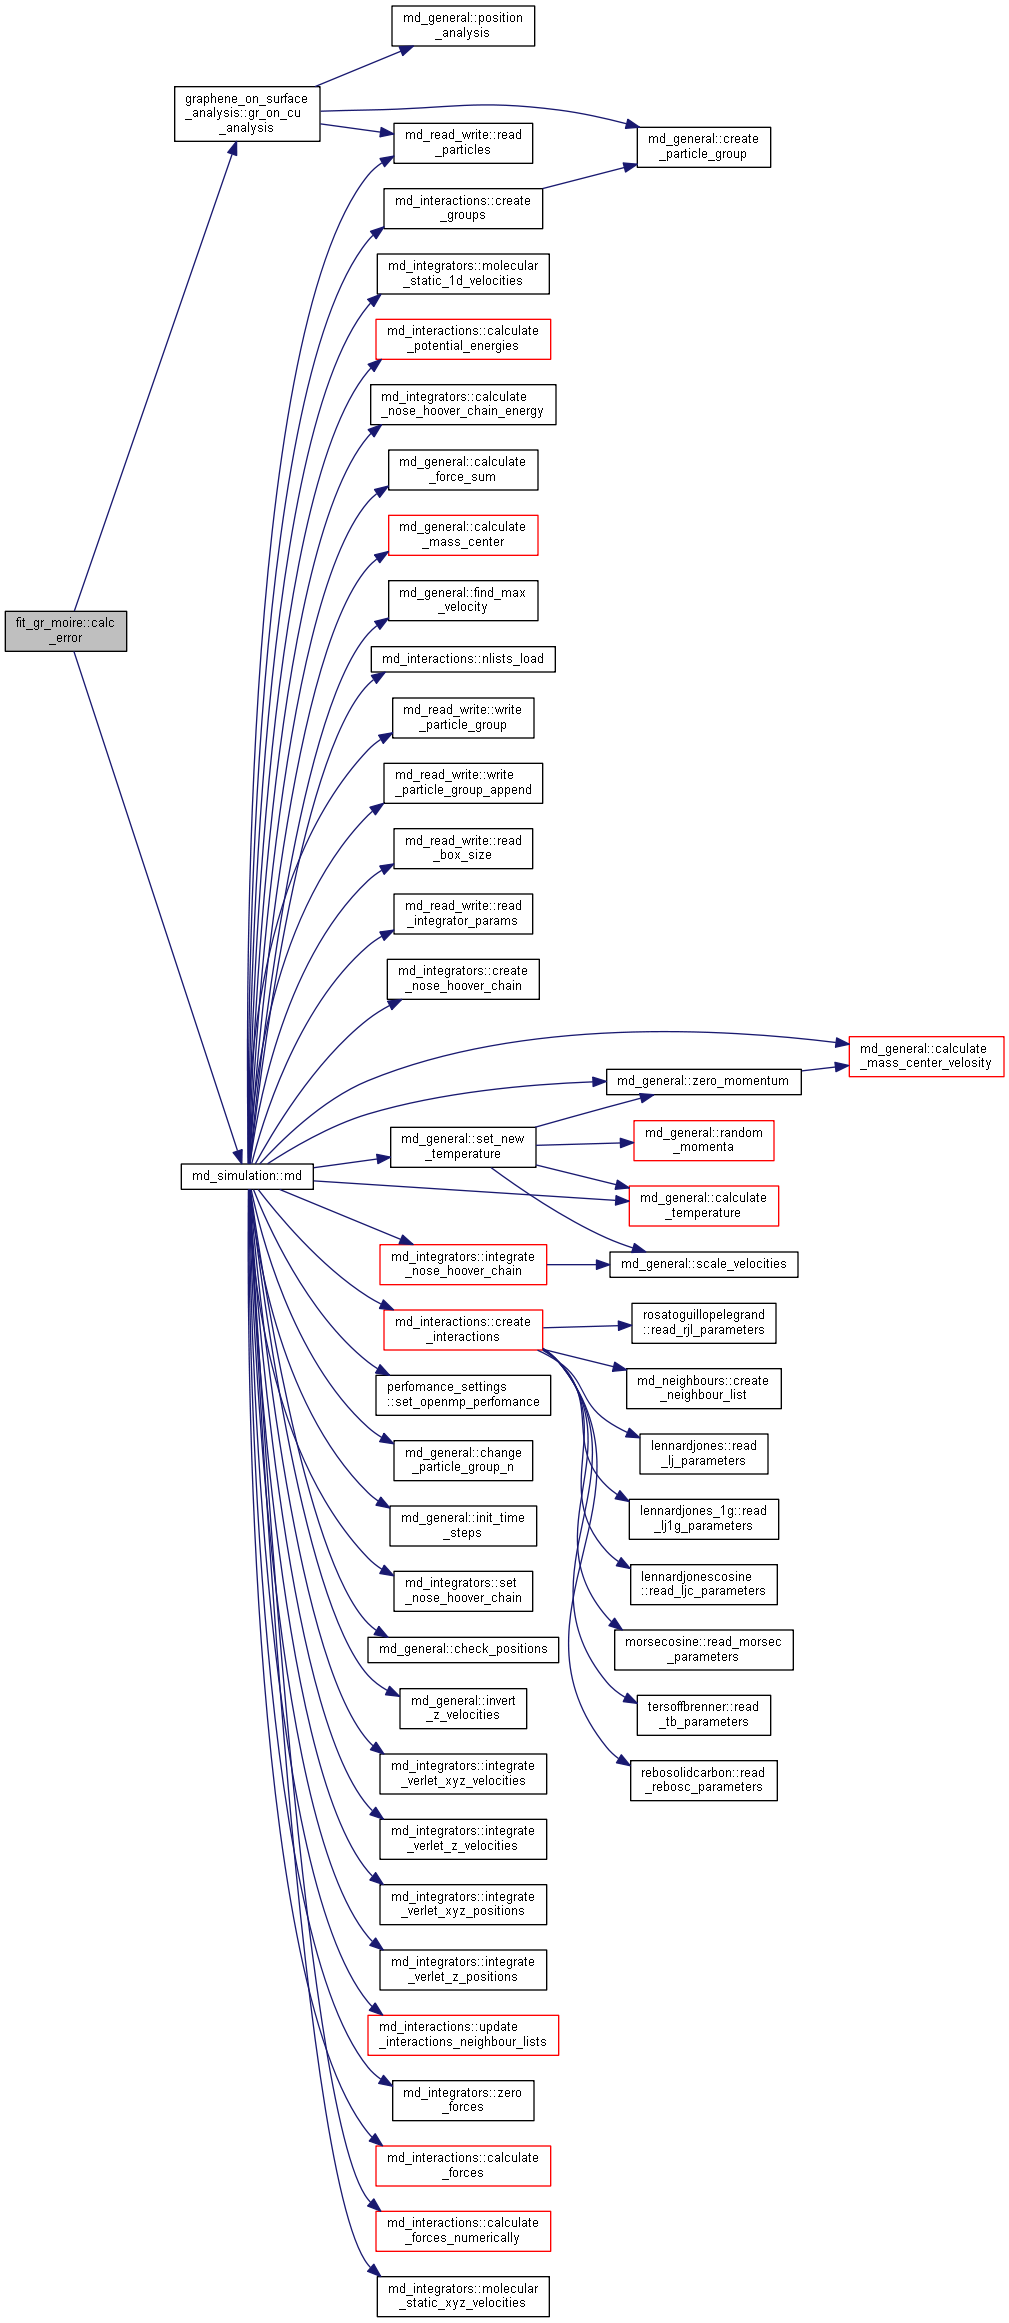 md_general::position
_analysis
graphene_on_surface
_analysis::gr_on_cu
_analysis
md_read_write::read
_particles
md_general::create
_particle_group
md_interactions::create
_groups
md_integrators::molecular
_static_1d_velocities
md_interactions::calculate
_potential_energies
md_integrators::calculate
_nose_hoover_chain_energy
md_general::calculate
_force_sum
md_general::calculate
_mass_center
md_general::find_max
_velocity
fit_gr_moire::calc
_error
md_interactions::nlists_load
md_read_write::write
_particle_group
md_read_write::write
_particle_group_append
md_read_write::read
_box_size
md_read_write::read
_integrator_params
md_integrators::create
_nose_hoover_chain
md_general::calculate
_mass_center_velosity
md_general::zero_momentum
md_general::set_new
_temperature
md_general::random
_momenta
md_simulation::md
md_general::calculate
_temperature
md_integrators::integrate
_nose_hoover_chain
md_general::scale_velocities
md_interactions::create
_interactions
rosatoguillopelegrand
::read_rjl_parameters
perfomance_settings
::set_openmp_perfomance
md_neighbours::create
_neighbour_list
md_general::change
_particle_group_n
lennardjones::read
_lj_parameters
md_general::init_time
_steps
lennardjones_1g::read
_lj1g_parameters
md_integrators::set
_nose_hoover_chain
lennardjonescosine
::read_ljc_parameters
md_general::check_positions
morsecosine::read_morsec
_parameters
md_general::invert
_z_velocities
tersoffbrenner::read
_tb_parameters
md_integrators::integrate
_verlet_xyz_velocities
rebosolidcarbon::read
_rebosc_parameters
md_integrators::integrate
_verlet_z_velocities
md_integrators::integrate
_verlet_xyz_positions
md_integrators::integrate
_verlet_z_positions
md_interactions::update
_interactions_neighbour_lists
md_integrators::zero
_forces
md_interactions::calculate
_forces
md_interactions::calculate
_forces_numerically
md_integrators::molecular
_static_xyz_velocities